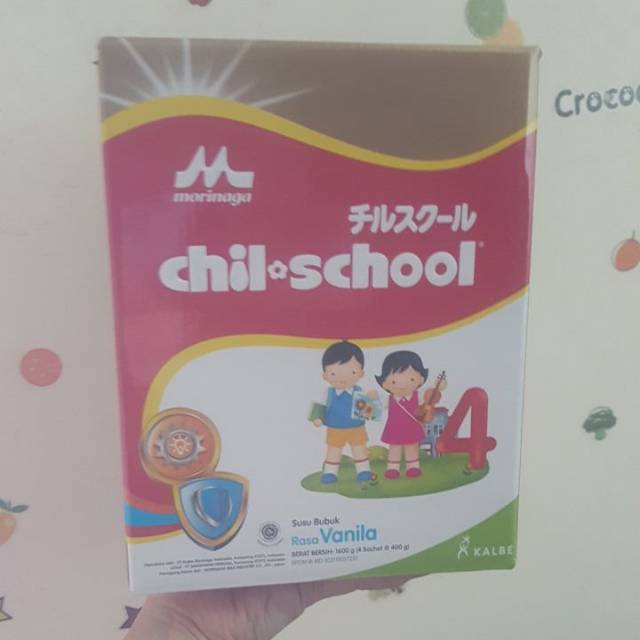 Crococ
morinaga
チルスクール
chil school
4
Susu Bubuk
Rasa Vanila
BERAT BERSIH: 1600 g (4 Sachet @ 400 g)
KALBE